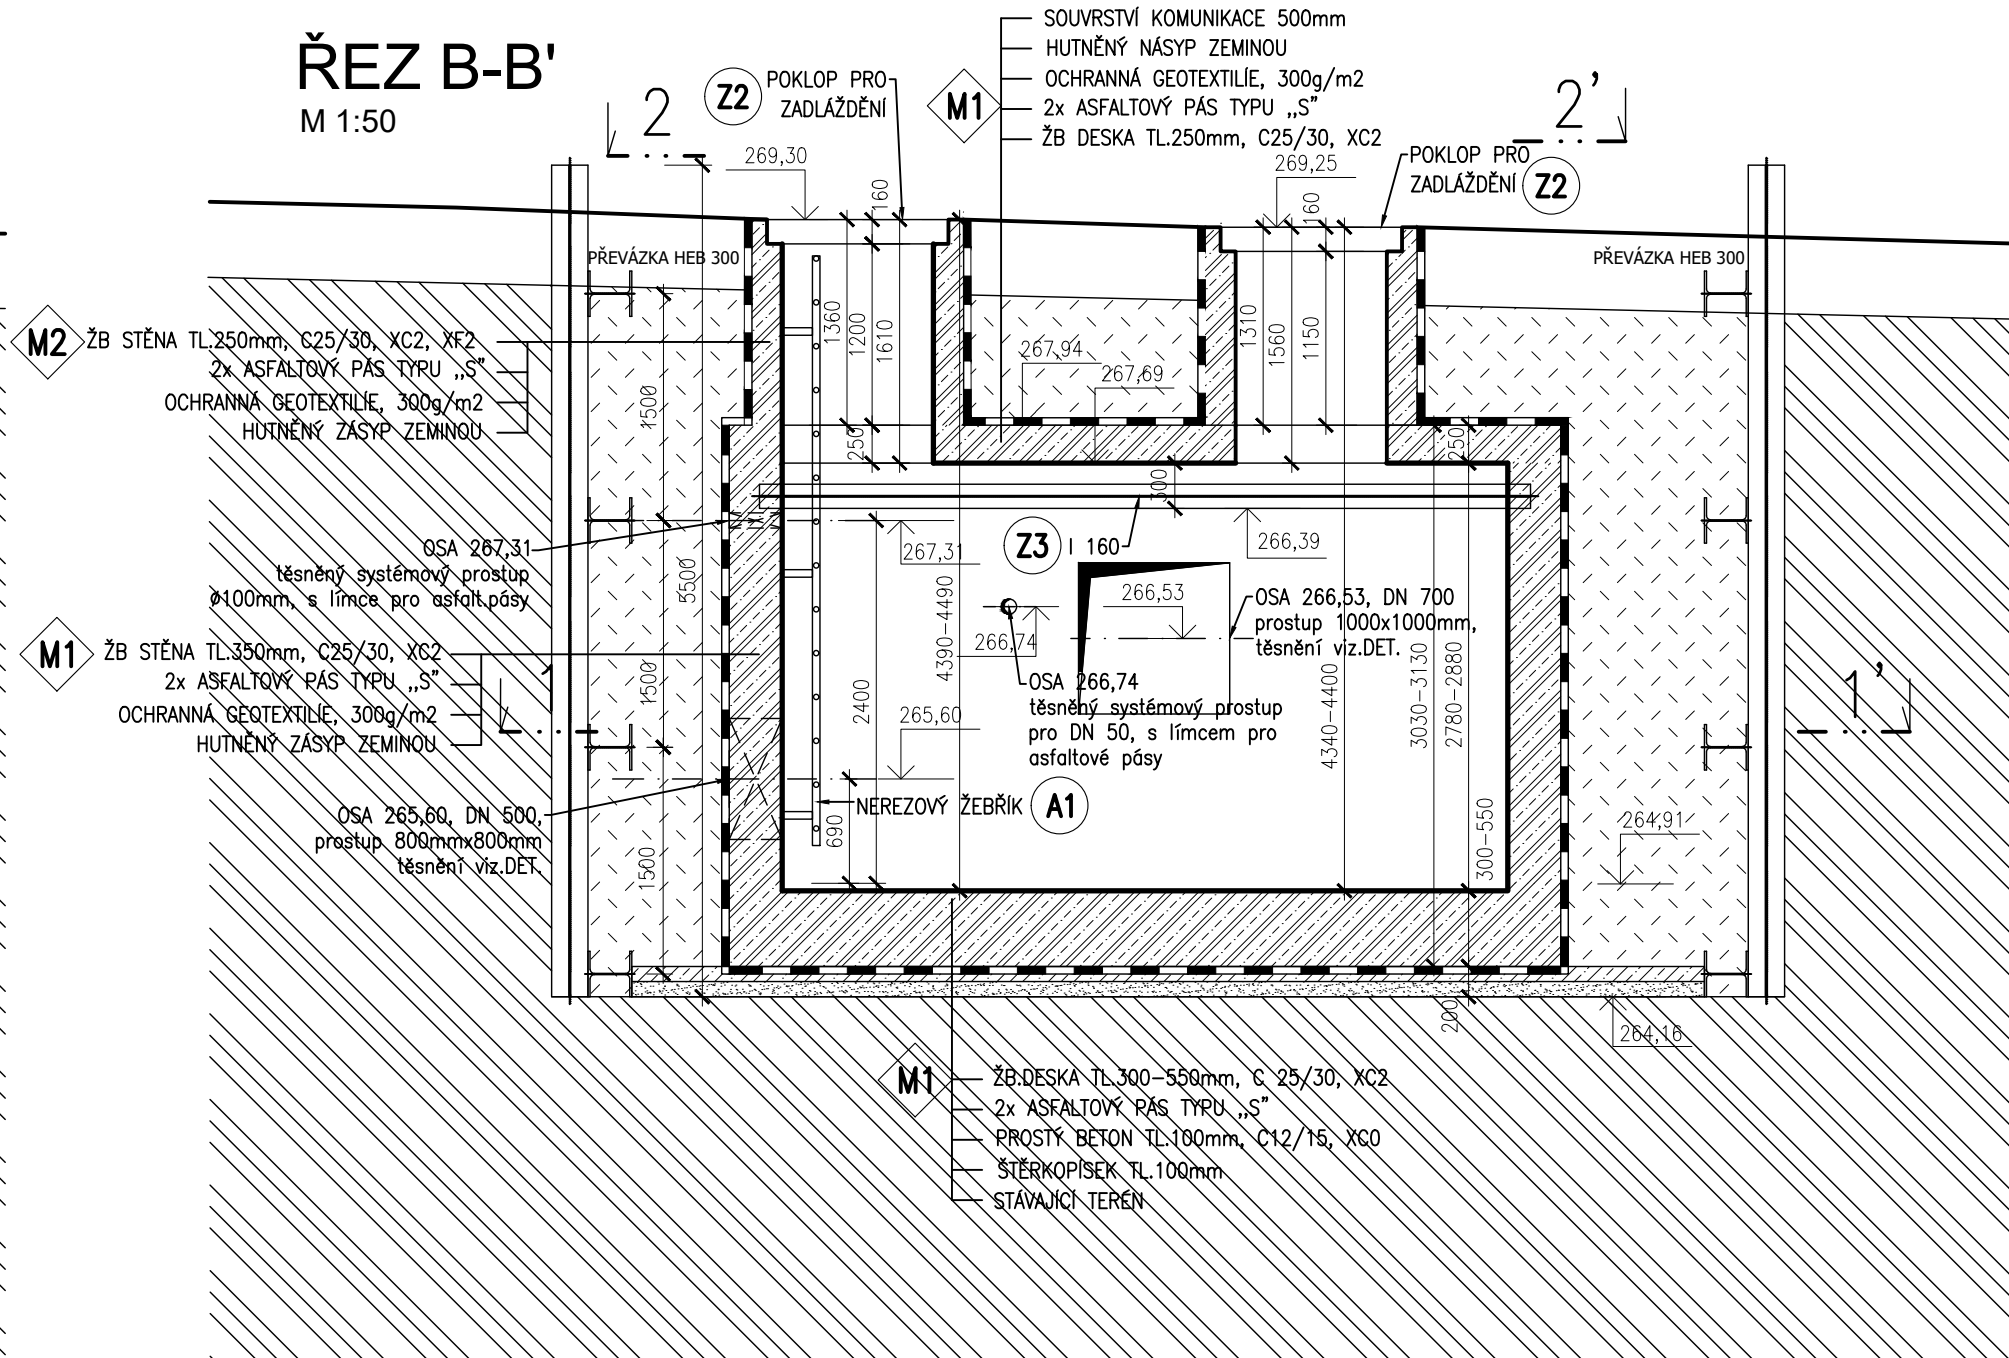 ŘEZ B-B'
M 1:50
2
2'
Z2
POKLOP PRO
ZADLÁŽDĚNÍ
M1
SOUVRSTVÍ KOMUNIKACE 500mm
HUTNĚNÝ NÁSYP ZEMINOU
OCHRANNÁ GEOTEXTILÍE, 300g/m2
2x ASFALTOVÝ PÁS TYPU „S”
ŽB DESKA TL.250mm, C25/30, XC2
POKLOP PRO
ZADLÁŽDĚNÍ
Z2
269,30
269,25
160
160
PŘEVÁZKA HEB 300
PŘEVÁZKA HEB 300
1360
1200
1610
1310
1560
1150
267,94
267,69
250
250
300
M2
ŽB STĚNA TL.250mm, C25/30, XC2, XF2
2x ASFALTOVÝ PÁS TYPU „S”
OCHRANNÁ GEOTEXTILÍE, 300g/m2
HUTNĚNÝ ZÁSYP ZEMINOU
1500
5500
1500
1500
OSA 267,31
těsněný systémový prostup
Ø100mm, s límce pro asfalt.pásy
267,31
Z3
I 160
266,39
266,53
OSA 266,53, DN 700
prostup 1000x1000mm,
těsnění viz.DET.
266,74
OSA 266,74
těsněný systémový prostup
pro DN 50, s límcem pro
asfaltové pásy
M1
ŽB STĚNA TL.350mm, C25/30, XC2
2x ASFALTOVÝ PÁS TYPU „S”
OCHRANNÁ GEOTEXTILÍE, 300g/m2
HUTNĚNÝ ZÁSYP ZEMINOU
1'
2400
4390-4490
4340-4400
3030-3130
2780-2880
265,60
NEREZOVÝ ŽEBŘÍK
A1
690
300-550
264,91
OSA 265,60, DN 500,
prostup 800mmx800mm
těsnění viz.DET.
200
264,16
M1
ŽB.DESKA TL.300-550mm, C 25/30, XC2
2x ASFALTOVÝ PÁS TYPU „S”
PROSTÝ BETON TL.100mm, C12/15, XC0
ŠTĚRKOPÍSEK TL.100mm
STÁVAJÍCÍ TERÉN